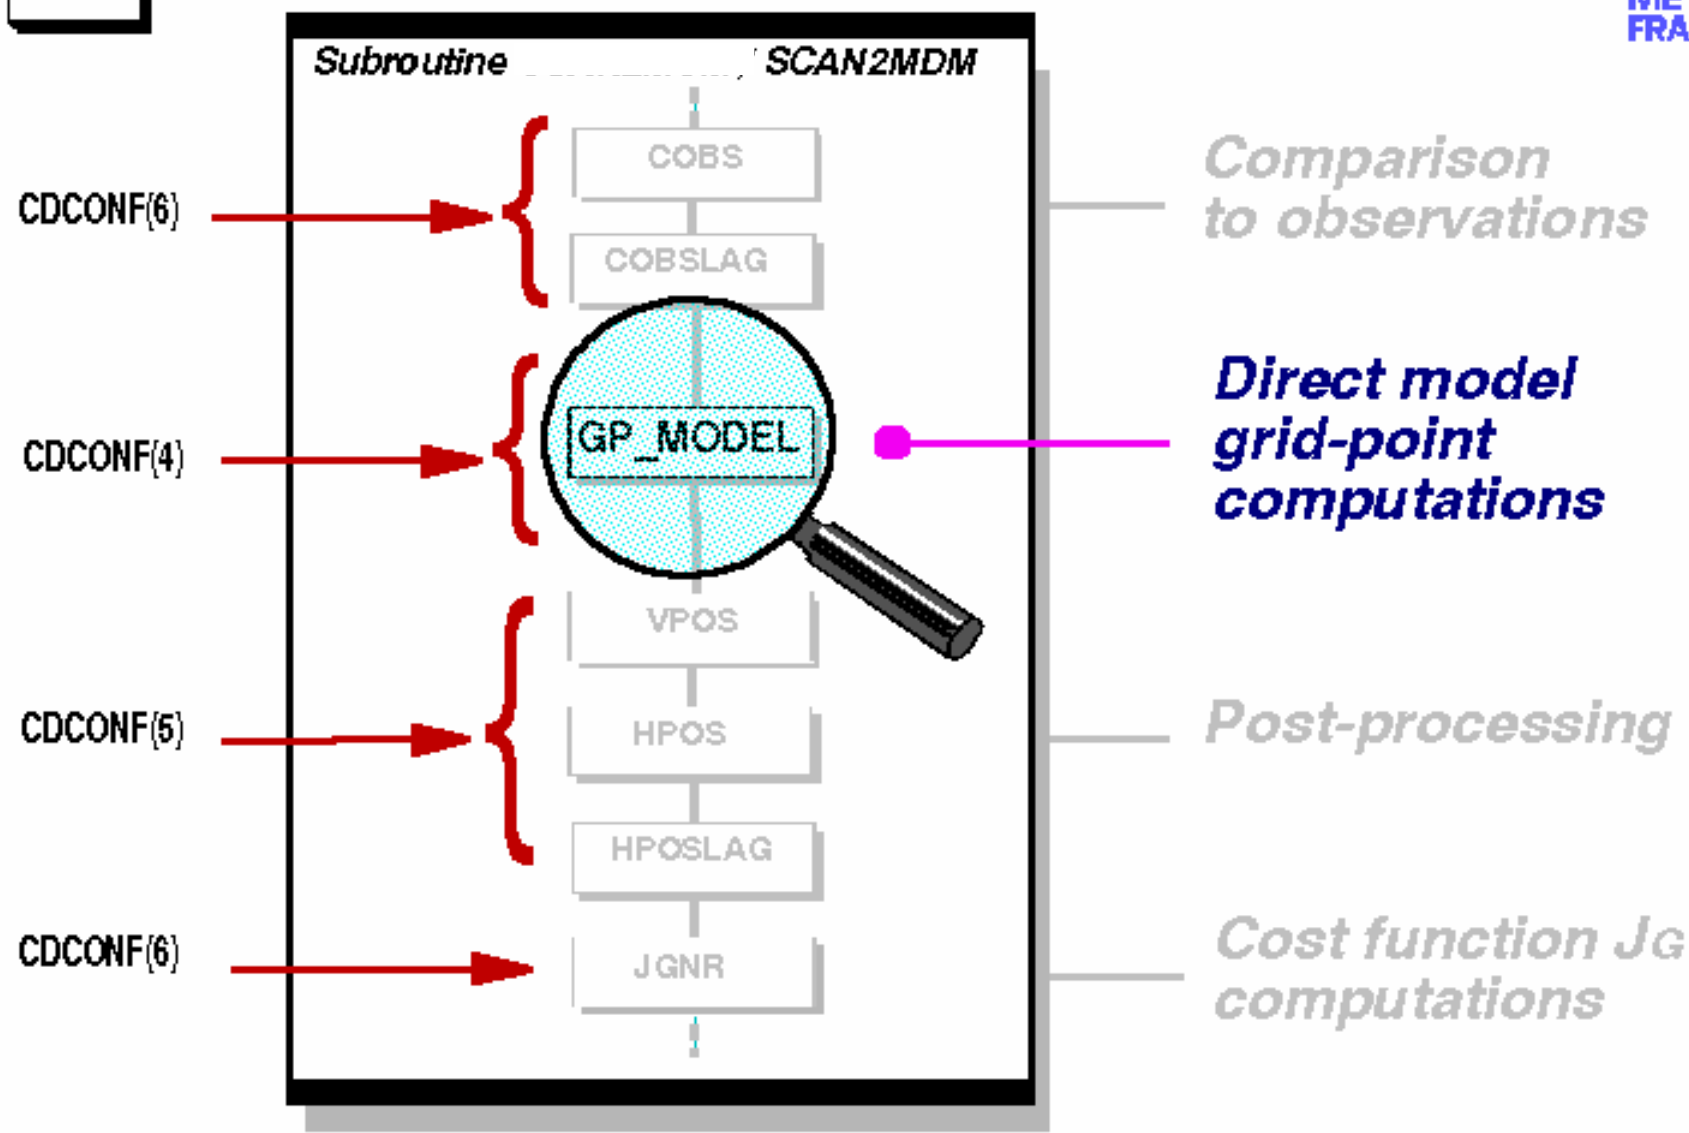 FRA
Subroutine SCAN2MDM
COBS
CDCONF(6)
COBSLAG
Comparison
to observations
CDCONF(4)
GP_MODEL
Direct model
grid-point
computations
VPOS
CDCONF(5)
HPOS
HPOSLAG
Post-processing
CDCONF(6)
JGNR
Cost function JG
computations